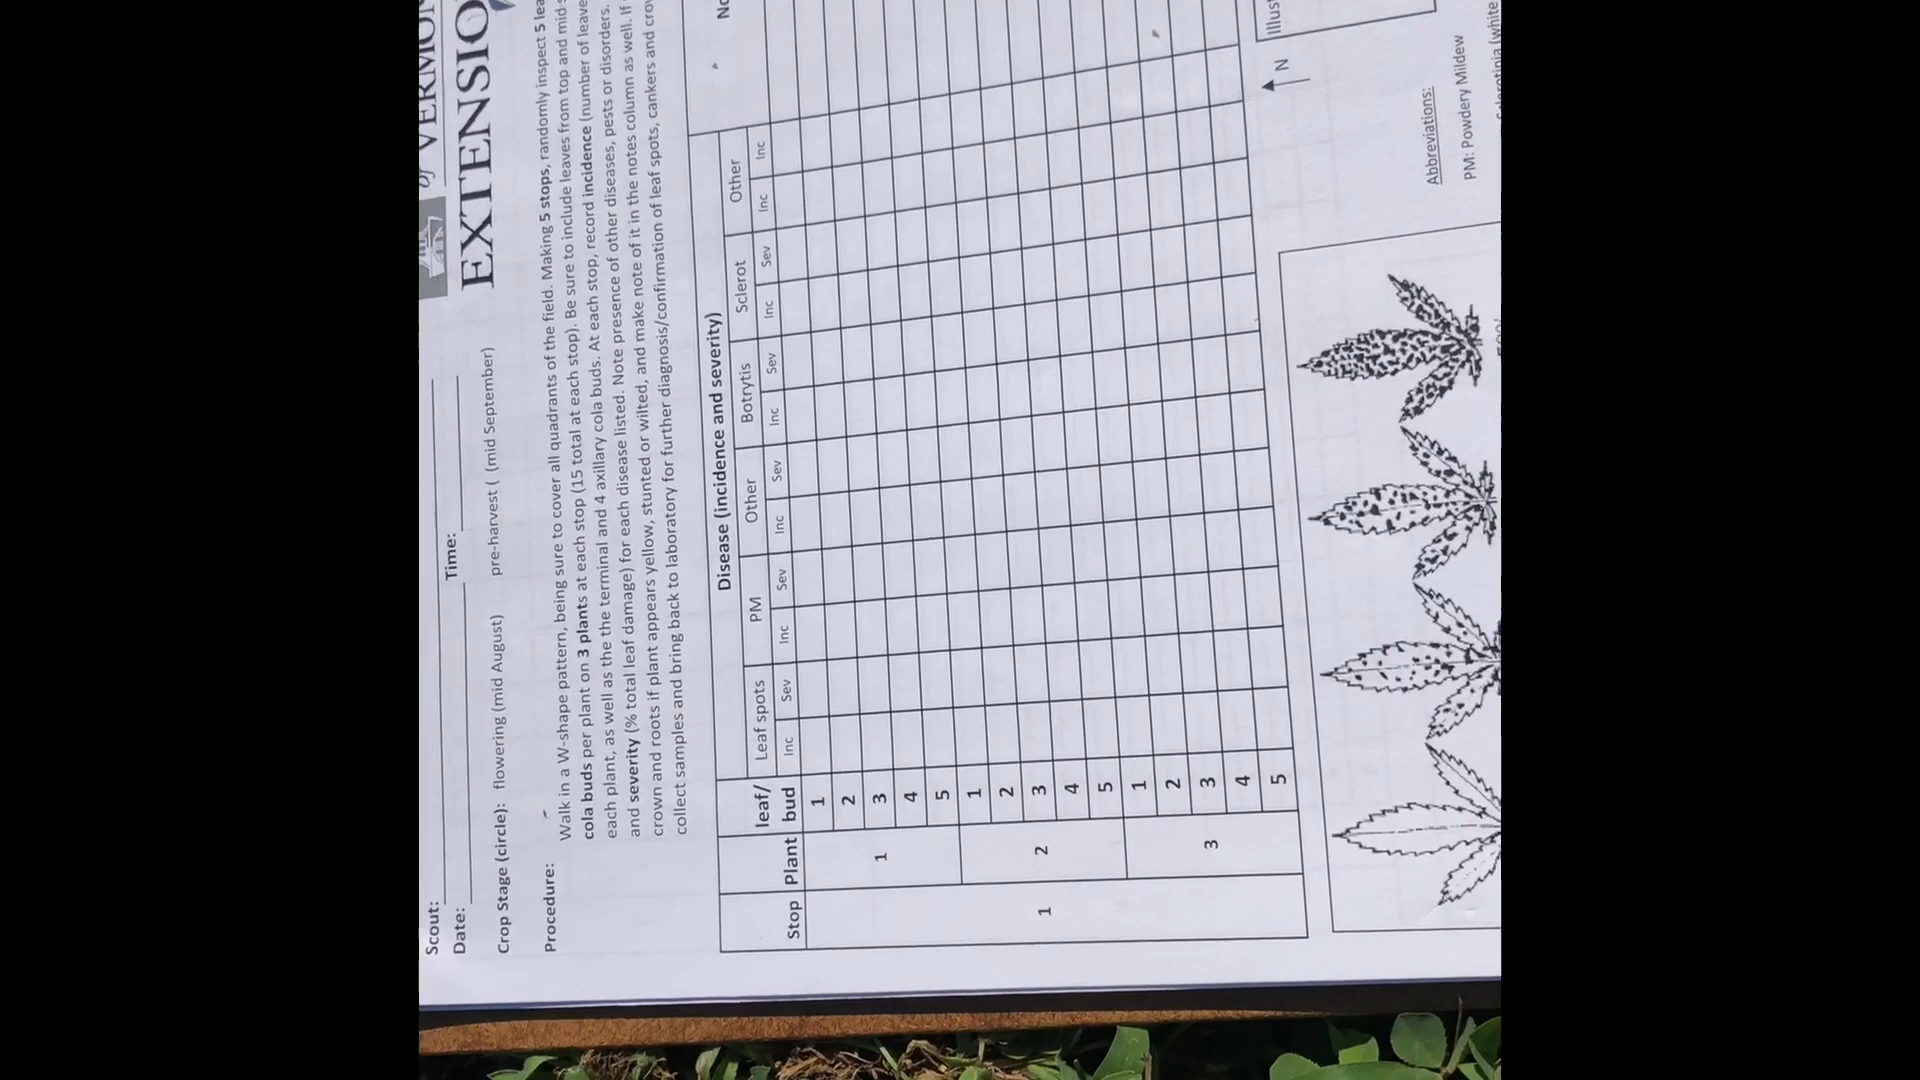 of VERMON
EXTENSIO
Scout:
Date: Time:
Crop Stage (circle): flowering (mid August) pre-harvest ( (mid September)
Procedure:
Walk in a W-shape pattern, being sure to cover all quadrants of the field. Making 5 stops, randomly inspect 5 lea
cola buds per plant on 3 plants at each stop (15 total at each stop). Be sure to include leaves from top and mid s
each plant, as well as the the terminal and 4 axillary cola buds. At each stop, record incidence (number of leave
and severity (% total leaf damage) for each disease listed. Note presence of other diseases, pests or disorders.
crown and roots if plant appears yellow, stunted or wilted, and make note of it in the notes column as well. If
collect samples and bring back to laboratory for further diagnosis/confirmation of leaf spots, cankers and crow
Disease (incidence and severity) No
Leaf spots PM Other Botrytis Sclerot Other
Stop Plant leaf/ bud Inc Sev Inc Sev Inc Sev Inc Sev Inc Sev Inc Inc
1 1 1
2
3
4
5
2 1
2
3
4
5
3 1
2
3
4
5
N
Illus
Abbreviations:
PM: Powdery Mildew
(white